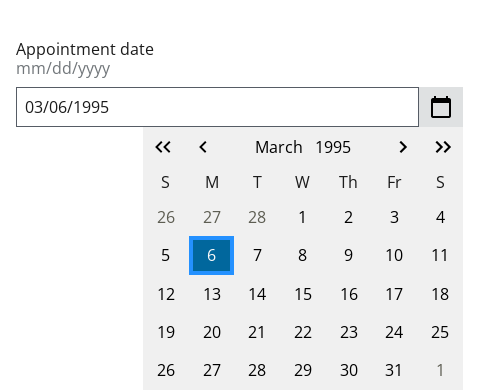 Appointment date
mm/dd/yyyy
03/06/1995
March 1995
S M T W Th Fr S
26 27 28 1 2 3 4
5 6 7 8 9 10 11
12 13 14 15 16 17 18
19 20 21 22 23 24 25
26 27 28 29 30 31 1